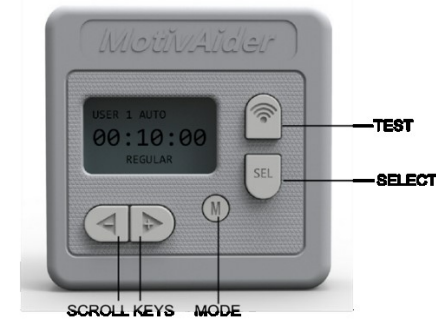 MotivAider
USER 1 AUTO
00:10:00
REGULAR
SEL
M
TEST
SELECT
SCROLL KEYS
MODE